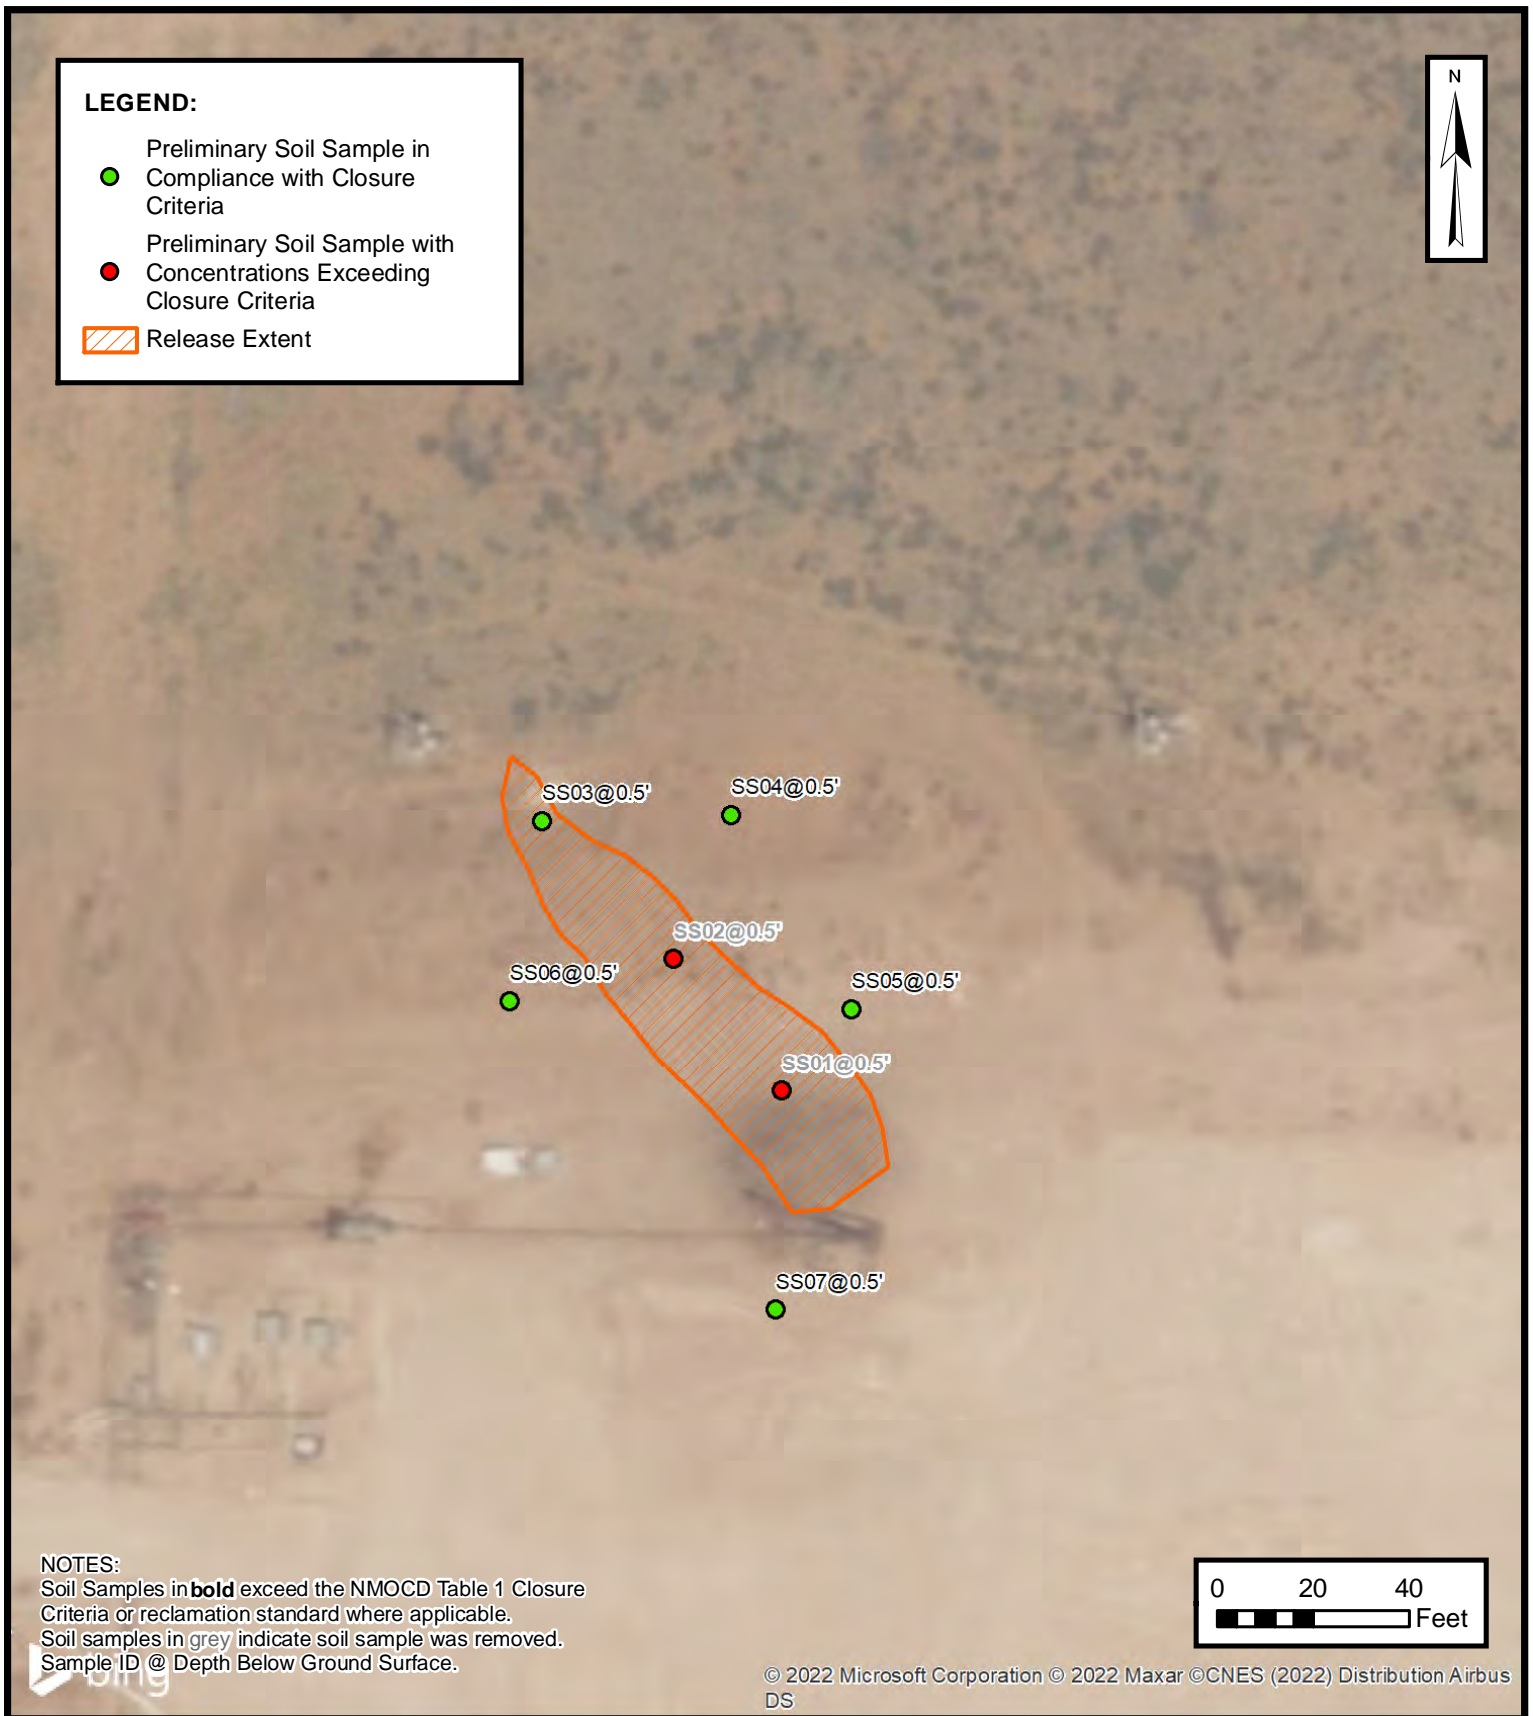 LEGEND:
Preliminary Soil Sample in
Compliance with Closure
Criteria
Preliminary Soil Sample with
Concentrations Exceeding
Closure Criteria
Release Extent
N
SS03@0.5'
SS04@0.5'
SS02@0.5'
SS06@0.5'
SS05@0.5'
SS01@0.5'
SS07@0.5'
NOTES:
Soil Samples in bold exceed the NMOCD Table 1 Closure
Criteria or reclamation standard where applicable.
Soil samples in grey indicate soil sample was removed.
Sample ID @ Depth Below Ground Surface.
bing
0 20 40
Feet
© 2022 Microsoft Corporation © 2022 Maxar ©CNES (2022) Distribution Airbus
DS